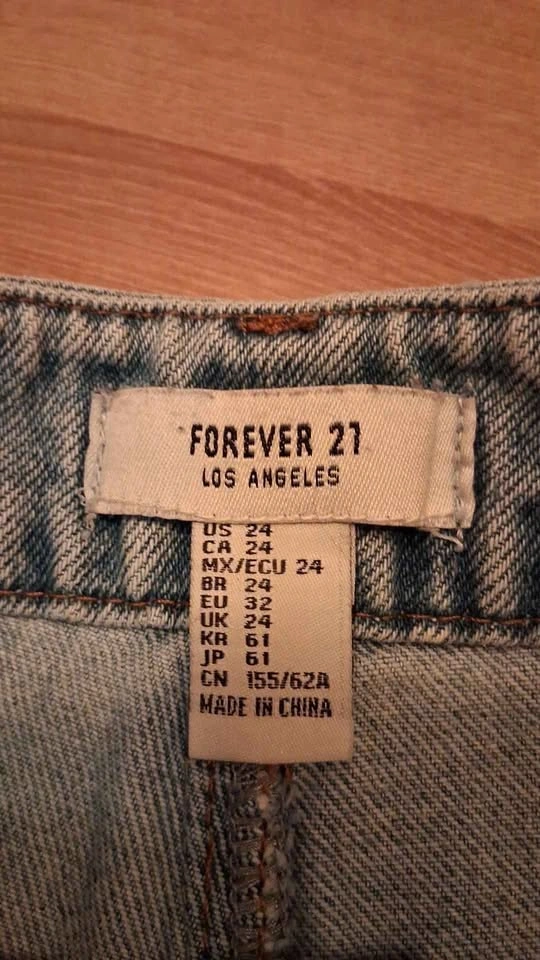 FOREVER 21
LOS ANGELES
US 24
CA 24
MX/ECU 24
BR 24
EU 32
UK 24
KR 61
JP 61
CN 155/62A
MADE IN CHINA